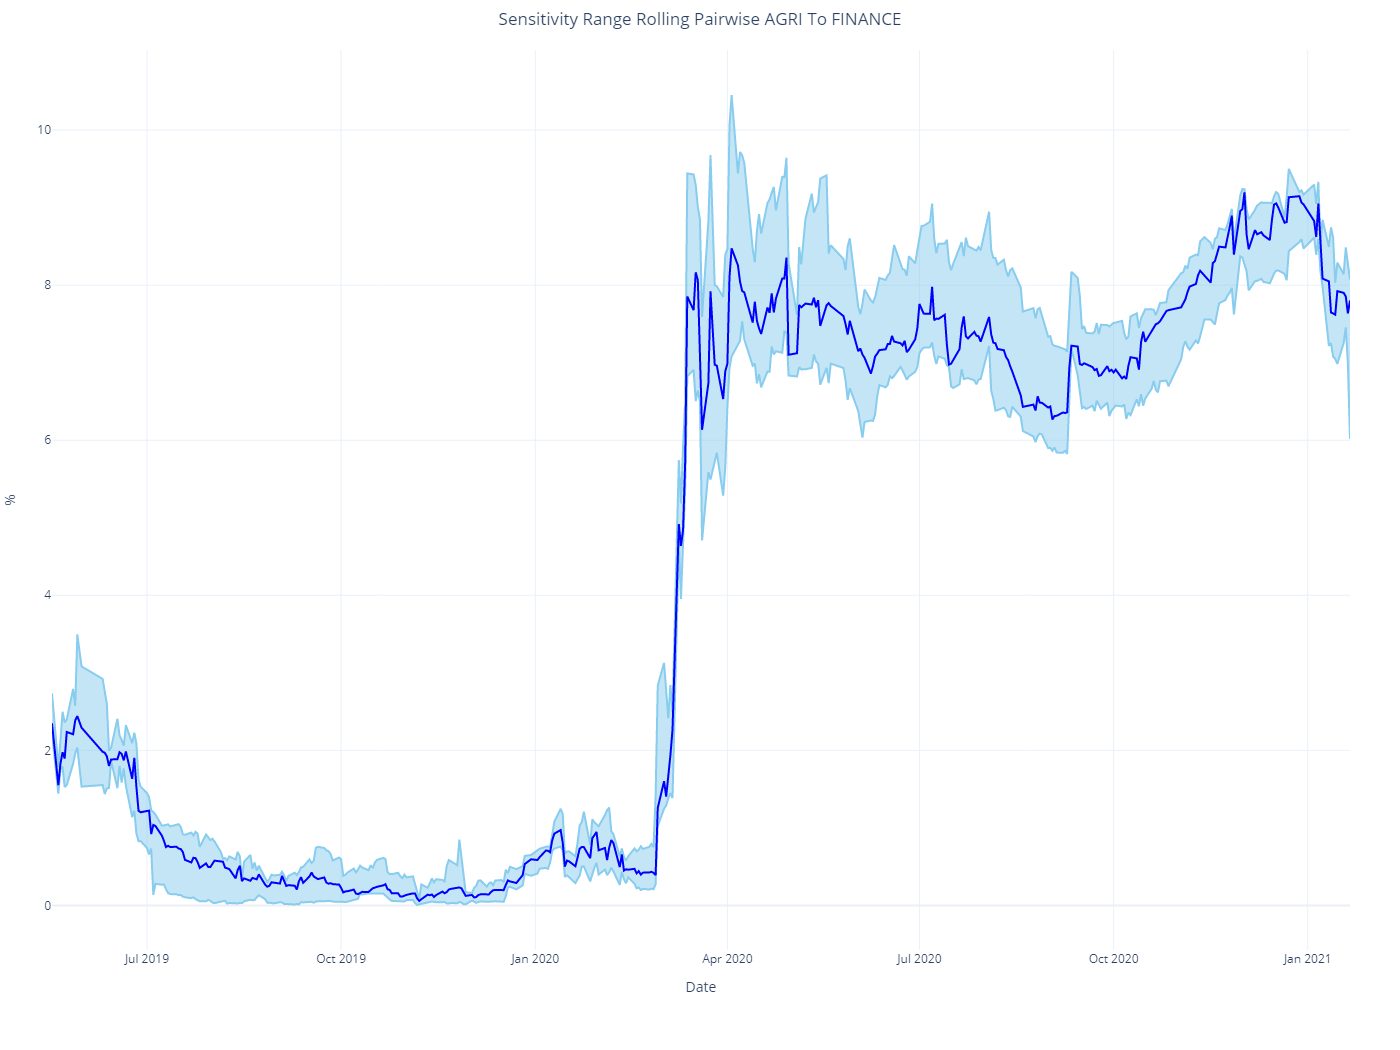 Sensitivity Range Rolling Pairwise AGRI To FINANCE
10
8
6
4
2
0
%
Jul 2019
Oct 2019
Jan 2020
Apr 2020
Jul 2020
Oct 2020
Jan 2021
Date